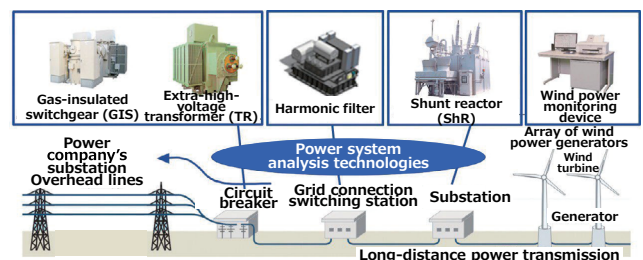 Gas-insulated
switchgear (GIS)
Extra-high-
voltage
transformer (TR)
Harmonic filter
Shunt reactor
(ShR)
Wind power
monitoring
device
Power system
analysis technologies
Array of wind
power generators
Wind
turbine
Power
company's
substation
Overhead lines
Circuit
breaker
Grid connection
switching station
Substation
Generator
Long-distance power transmission